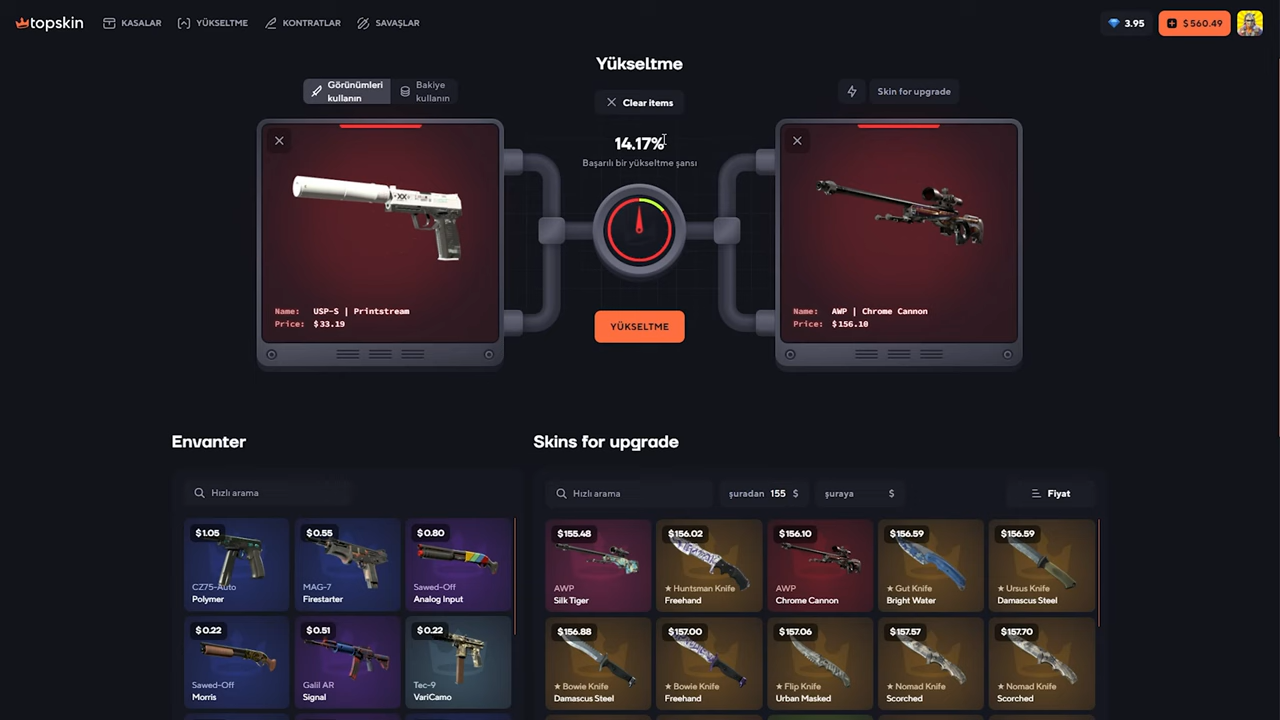 topskin
KASALAR
YÜKSELTME
KONTRATLAR
SAVAŞLAR
3.95
$ 560.49
Yükseltme
Görünümleri
kullanın
Bakiye
kullanın
Clear items
Skin for upgrade
14.17%
Başarılı bir yükseltme şansı
Name: USP-S | Printstream
Price: $33.19
YÜKSELTME
Name: AWP | Chrome Cannon
Price: $156.10
Envanter
Skins for upgrade
Hızlı arama
Hızlı arama
şuradan 155 $
şuraya $
Fiyat
$1.05
CZ75-Auto
Polymer
$0.55
MAG-7
Firestarter
$0.80
Sawed-Off
Analog Input
$155.48
AWP
Silk Tiger
$156.02
★ Huntsman Knife
Freehand
$156.10
AWP
Chrome Cannon
$156.59
★ Gut Knife
Bright Water
$156.59
★ Ursus Knife
Damascus Steel
$0.22
Sawed-Off
Morris
$0.51
Galil AR
Signal
$0.22
Tec-9
VariCamo
$156.88
★ Bowie Knife
Damascus Steel
$157.00
★ Bowie Knife
Freehand
$157.06
★ Flip Knife
Urban Masked
$157.57
★ Nomad Knife
Scorched
$157.70
★ Nomad Knife
Scorched